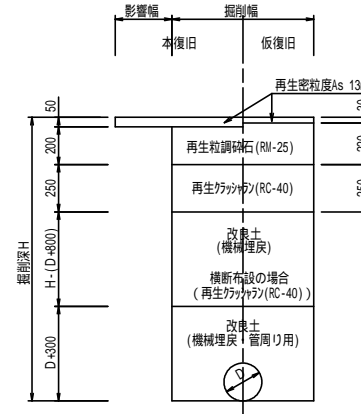 影響幅 掘削幅
本復旧 仮復旧
再生密粒度As 13
50
200 再生粒調砕石(RM-25)
250 再生クラッシャラン(RC-40)
掘削深H
H-(D+800)
改良土
(機械埋戻)
横断布設の場合
(再生クラッシャラン(RC-40))
D+300
改良土
(機械埋戻 管周り用)
D